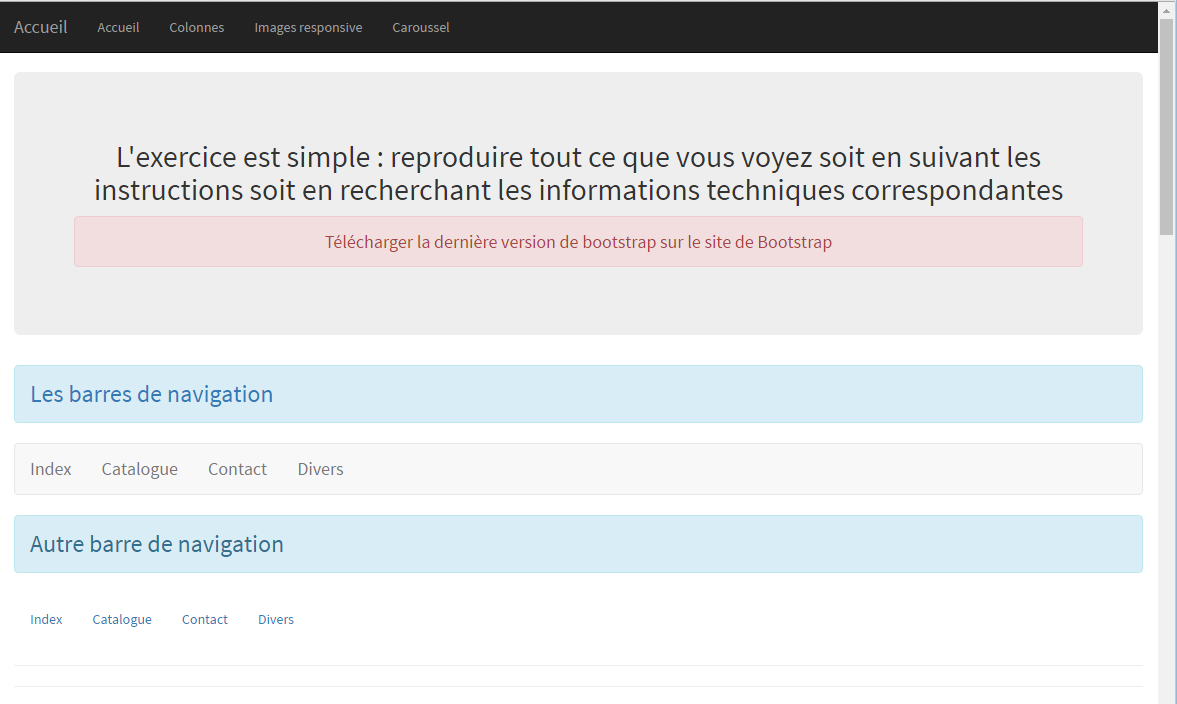 Accueil Accueil Colonnes Images responsive Caroussel
L'exercice est simple : reproduire tout ce que vous voyez soit en suivant les
instructions soit en recherchant les informations techniques correspondantes
Télécharger la dernière version de bootstrap sur le site de Bootstrap
Les barres de navigation
Index Catalogue Contact Divers
Autre barre de navigation
Index Catalogue Contact Divers